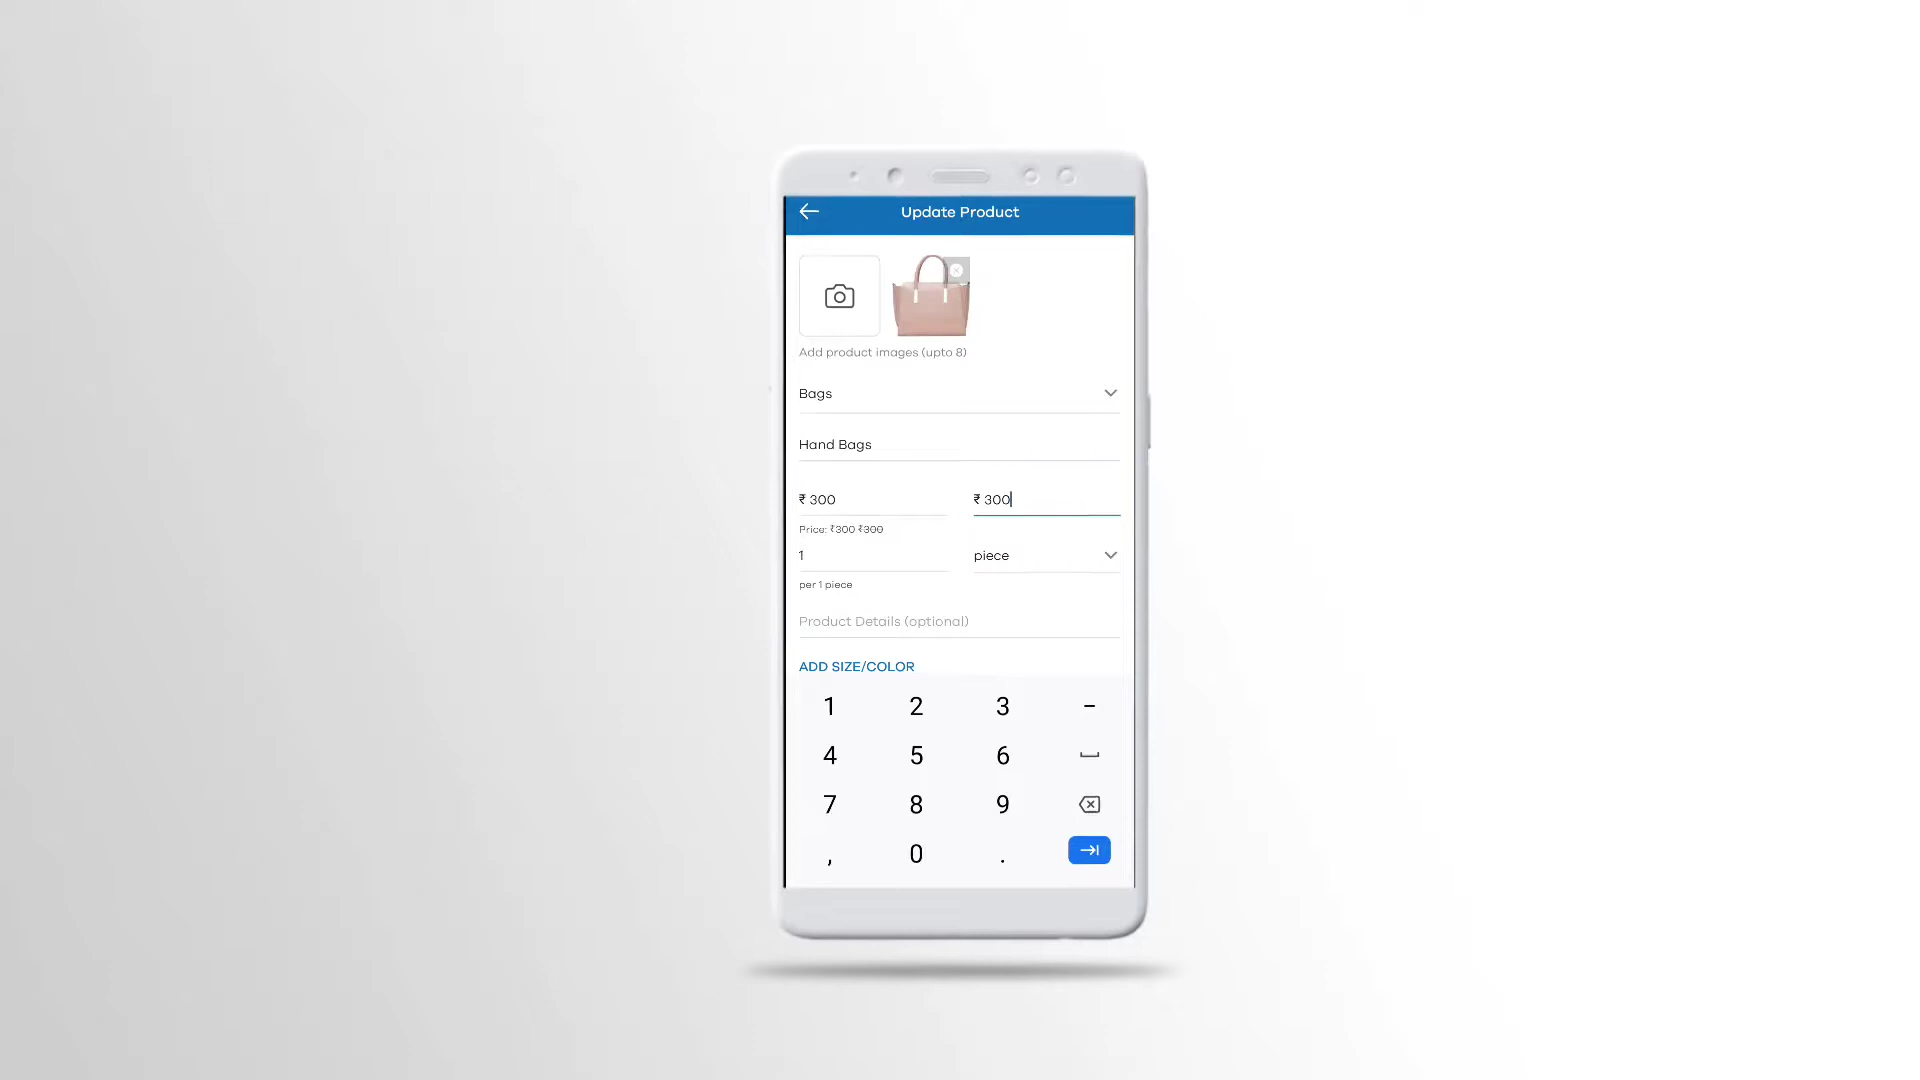 Update Product
Add product images (upto 8)
Bags
Hand Bags
₹ 300 ₹ 300
Price: ₹300 ₹300
1 piece
per 1 piece
Product Details (optional)
ADD SIZE/COLOR
1 2 3 -
4 5 6
7 8 9
, 0 .